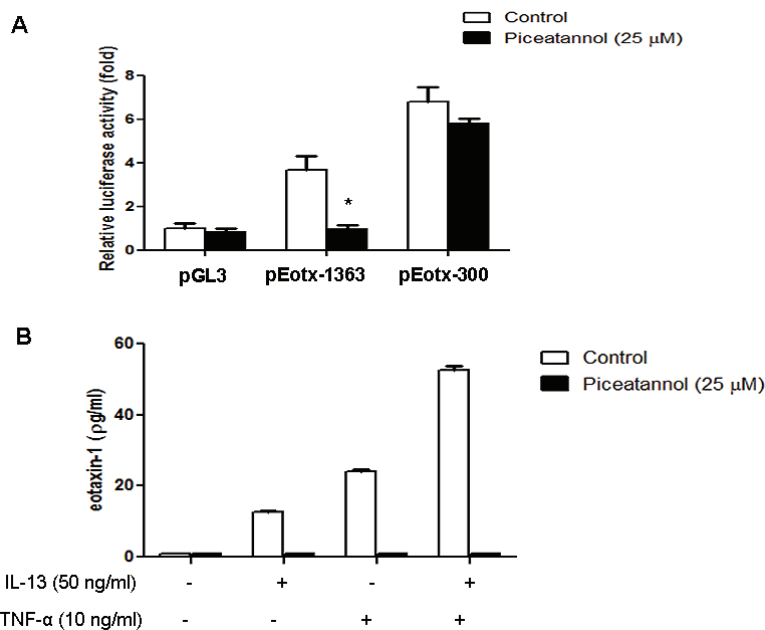 A
Control
Piceatannol (25 μM)
Relative luciferase activity (fold)
8
6
4
2
0
*
pGL3 pEotx-1363 pEotx-300
B
Control
Piceatannol (25 μM)
eotaxin-1 (ρg/ml)
60
40
20
0
IL-13 (50 ng/ml) - + - +
TNF-α (10 ng/ml) - - + +